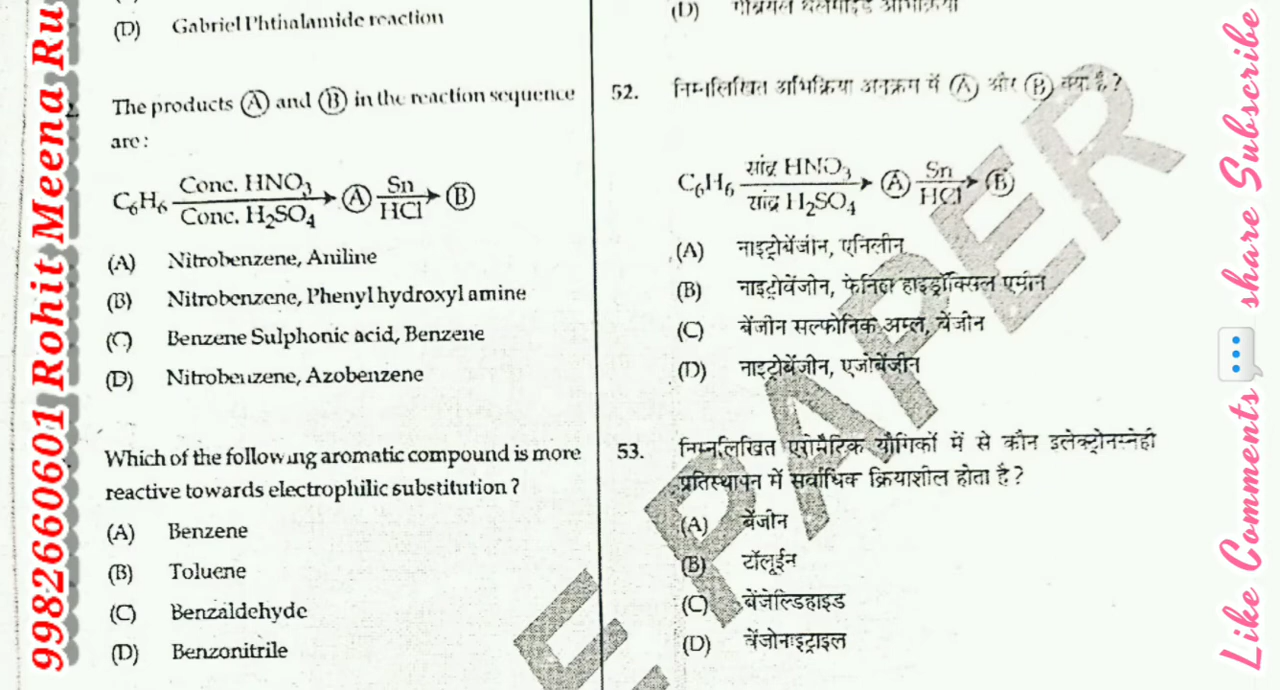 9982660601 Rohit Meena Ru
(D) Gabriel Phthalamide reaction
The products (A) and (B) in the reaction sequence
are :
C6H6 Conc. HNO3 / Conc. H2SO4 → (A) Sn / HCl → (B)
(A) Nitrobenzene, Aniline
(B) Nitrobenzene, Phenyl hydroxyl amine
(C) Benzene Sulphonic acid, Benzene
(D) Nitrobenzene, Azobenzene
Which of the following aromatic compound is more
reactive towards electrophilic substitution ?
(A) Benzene
(B) Toluene
(C) Benzaldehyde
(D) Benzonitrile
(D)
52. निम्नलिखित अभिक्रिया अनुक्रम में (A) और (B) क्या है ?
C6H6 सांद्र HNO3 / सांद्र H2SO4 → (A) Sn / HCl → (B)
(A) नाइट्रोबेंजीन, एनिलीन
(B) नाइट्रोबेंजीन, फेनिल हाइड्रॉक्सिल एमीन
(C) बेंजीन सल्फोनिक अम्ल, बेंजीन
(D) नाइट्रोबेंजीन, एजोबेंजीन
53. निम्नलिखित एरोमैटिक यौगिकों में से कौन इलेक्ट्रोनस्नेही
प्रतिस्थापन में सर्वाधिक क्रियाशील होता है ?
(A) बेंजीन
(B) टॉलूईन
(C) बेंजेल्डिहाइड
(D) बेंजोनाइट्राइल
E PAPER
Like Comments share Subscribe